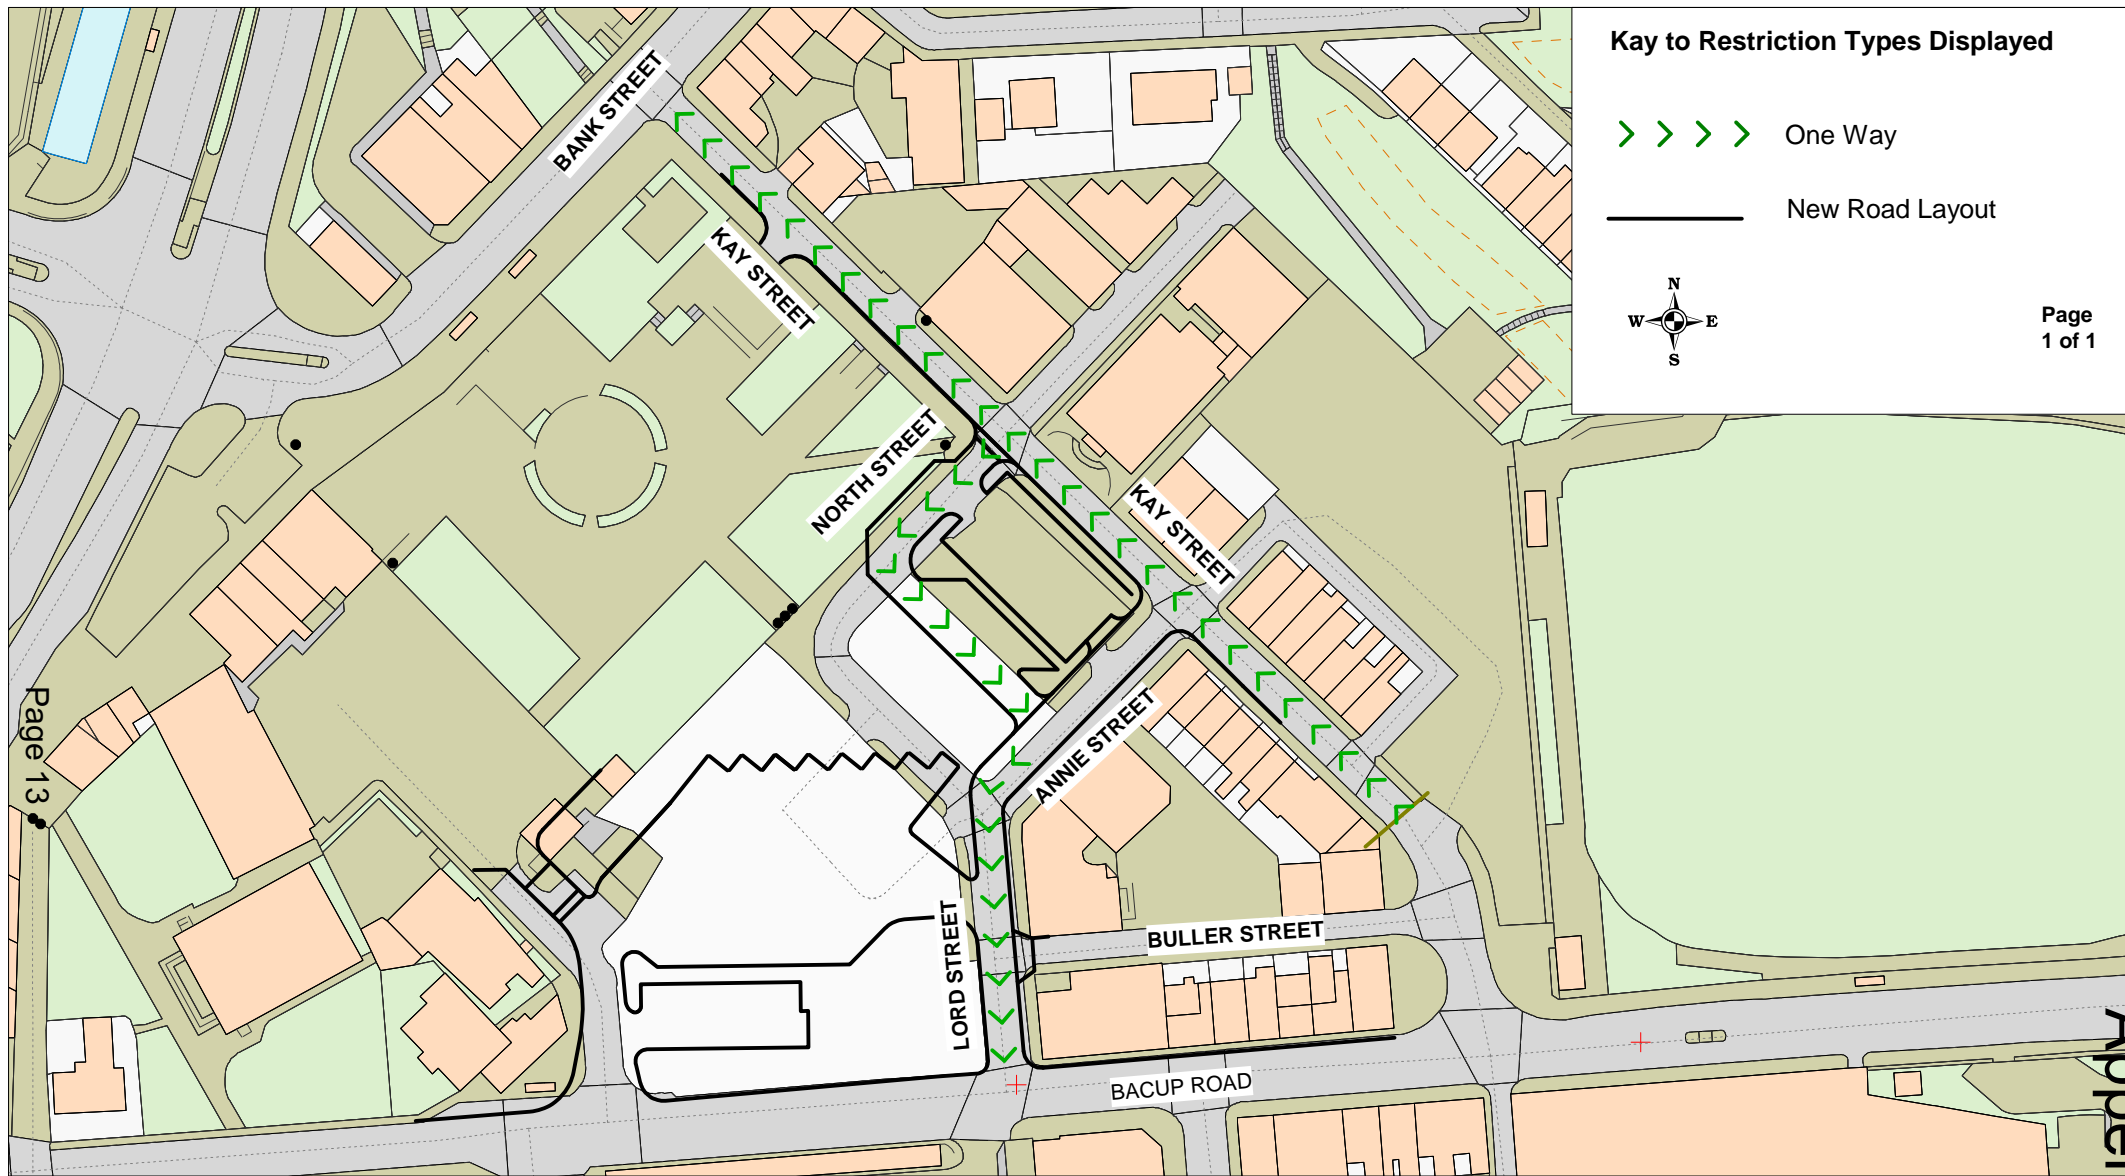 Kay to Restriction Types Displayed
One Way
New Road Layout
N
W E
S
Page
1 of 1
BANK STREET
KAY STREET
NORTH STREET
KAY STREET
ANNIE STREET
BULLER STREET
LORD STREET
BACUP ROAD
Page 13